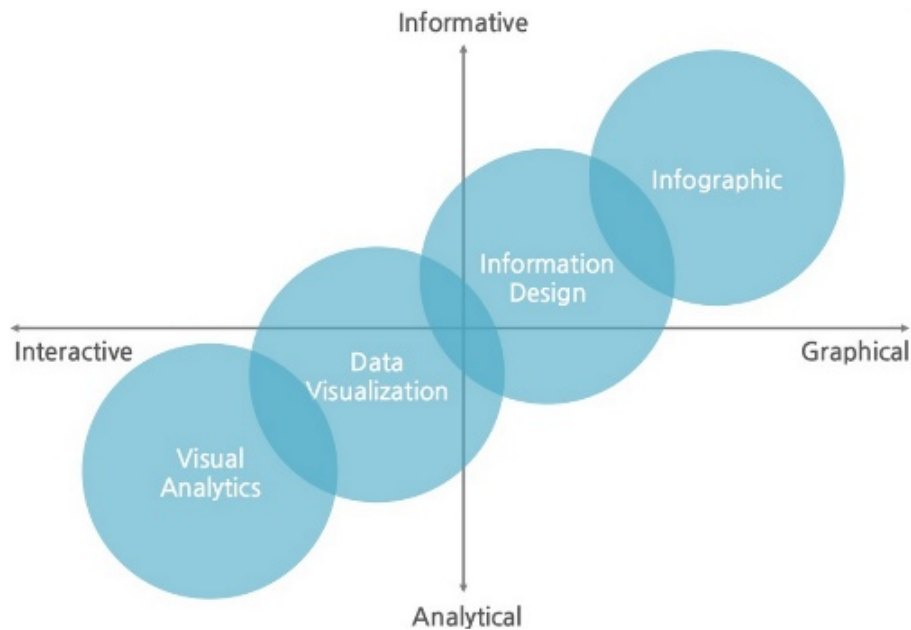 Informative
Infographic
Information
Design
Interactive
Graphical
Data
Visualization
Visual
Analytics
Analytical